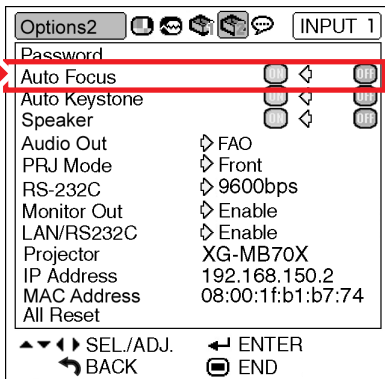 Options2 INPUT 1
Password
Auto Focus ON OFF
Auto Keystone ON OFF
Speaker ON OFF
Audio Out FAO
PRJ Mode Front
RS-232C 9600bps
Monitor Out Enable
LAN/RS232C Enable
Projector XG-MB70X
IP Address 192.168.150.2
MAC Address 08:00:1f:b1:b7:74
All Reset
SEL./ADJ. ENTER
BACK END